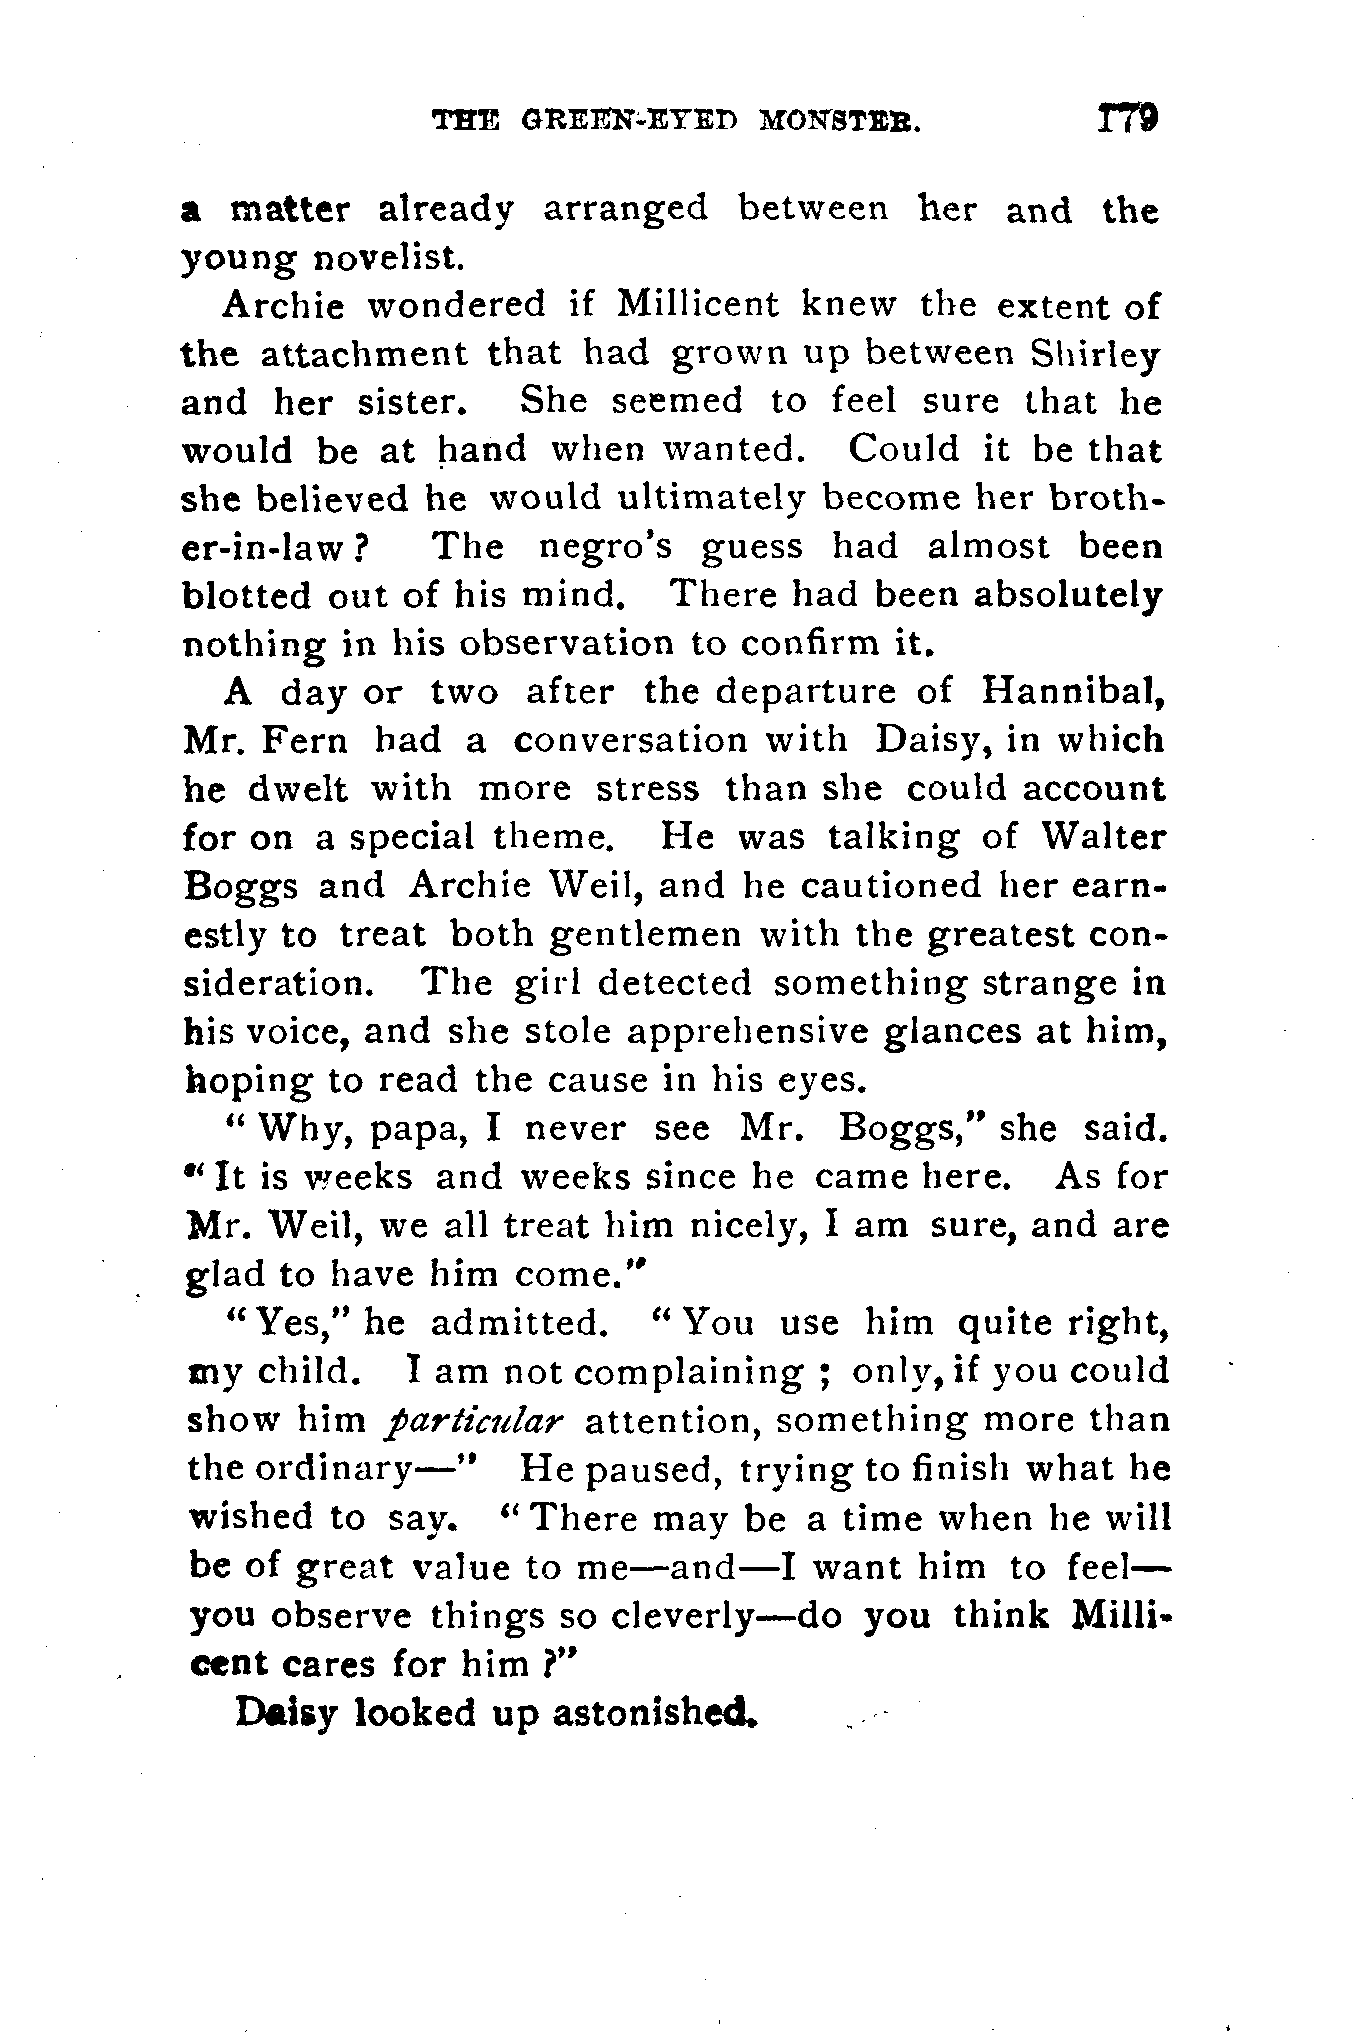 THE GREEN-EYED MONSTER. 179
a matter already arranged between her and the
young novelist.
Archie wondered if Millicent knew the extent of
the attachment that had grown up between Shirley
and her sister. She seemed to feel sure that he
would be at hand when wanted. Could it be that
she believed he would ultimately become her broth-
er-in-law? The negro's guess had almost been
blotted out of his mind. There had been absolutely
nothing in his observation to confirm it.
A day or two after the departure of Hannibal,
Mr. Fern had a conversation with Daisy, in which
he dwelt with more stress than she could account
for on a special theme. He was talking of Walter
Boggs and Archie Weil, and he cautioned her earn-
estly to treat both gentlemen with the greatest con-
sideration. The girl detected something strange in
his voice, and she stole apprehensive glances at him,
hoping to read the cause in his eyes.
"Why, papa, I never see Mr. Boggs," she said.
"It is weeks and weeks since he came here. As for
Mr. Weil, we all treat him nicely, I am sure, and are
glad to have him come."
"Yes," he admitted. "You use him quite right,
my child. I am not complaining; only, if you could
show him particular attention, something more than
the ordinary—" He paused, trying to finish what he
wished to say. "There may be a time when he will
be of great value to me—and—I want him to feel—
you observe things so cleverly—do you think Milli-
cent cares for him?"
Daisy looked up astonished.